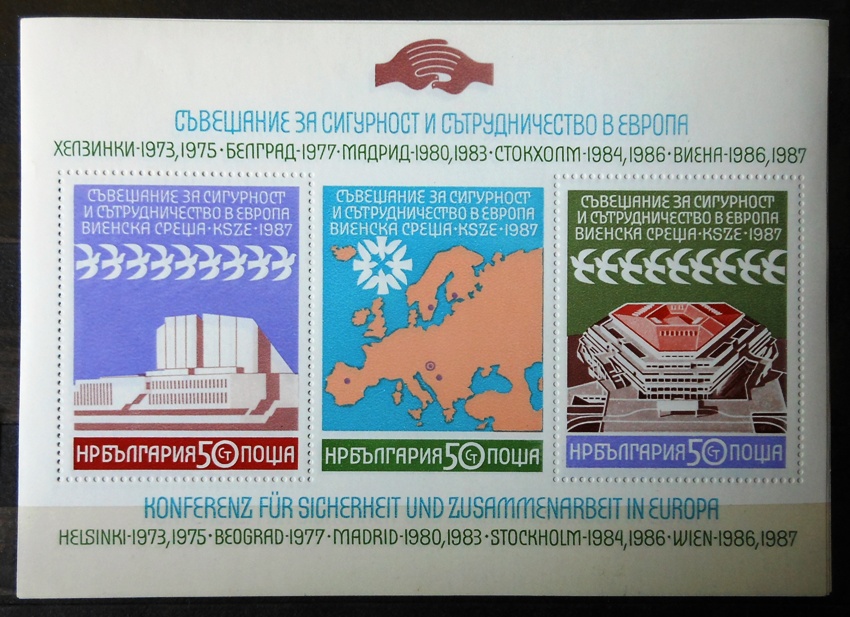 СЪВЕЩАНИЕ ЗА СИГУРНОСТ И СЪТРУДНИЧЕСТВО В ЕВРОПА
ХЕЛЗИНКИ-1973,1975·БЕЛГРАД-1977·МАДРИД-1980,1983·СТОКХОЛМ-1984,1986·ВИЕНА-1986,1987
СЪВЕЩАНИЕ ЗА СИГУРНОСТ
И СЪТРУДНИЧЕСТВО В ЕВРОПА
ВИЕНСКА СРЕЩА·KSZE·1987
НРБЪЛГАРИЯ 50 СТ ПОЩА
СЪВЕЩАНИЕ ЗА СИГУРНОСТ
И СЪТРУДНИЧЕСТВО В ЕВРОПА
ВИЕНСКА СРЕЩА·KSZE·1987
НРБЪЛГАРИЯ 50 СТ ПОЩА
СЪВЕЩАНИЕ ЗА СИГУРНОСТ
И СЪТРУДНИЧЕСТВО В ЕВРОПА
ВИЕНСКА СРЕЩА·KSZE·1987
НРБЪЛГАРИЯ 50 СТ ПОЩА
KONFERENZ FÜR SICHERHEIT UND ZUSAMMENARBEIT IN EUROPA
HELSINKI-1973,1975·BEOGRAD-1977·MADRID-1980,1983·STOCKHOLM-1984,1986·WIEN-1986,1987